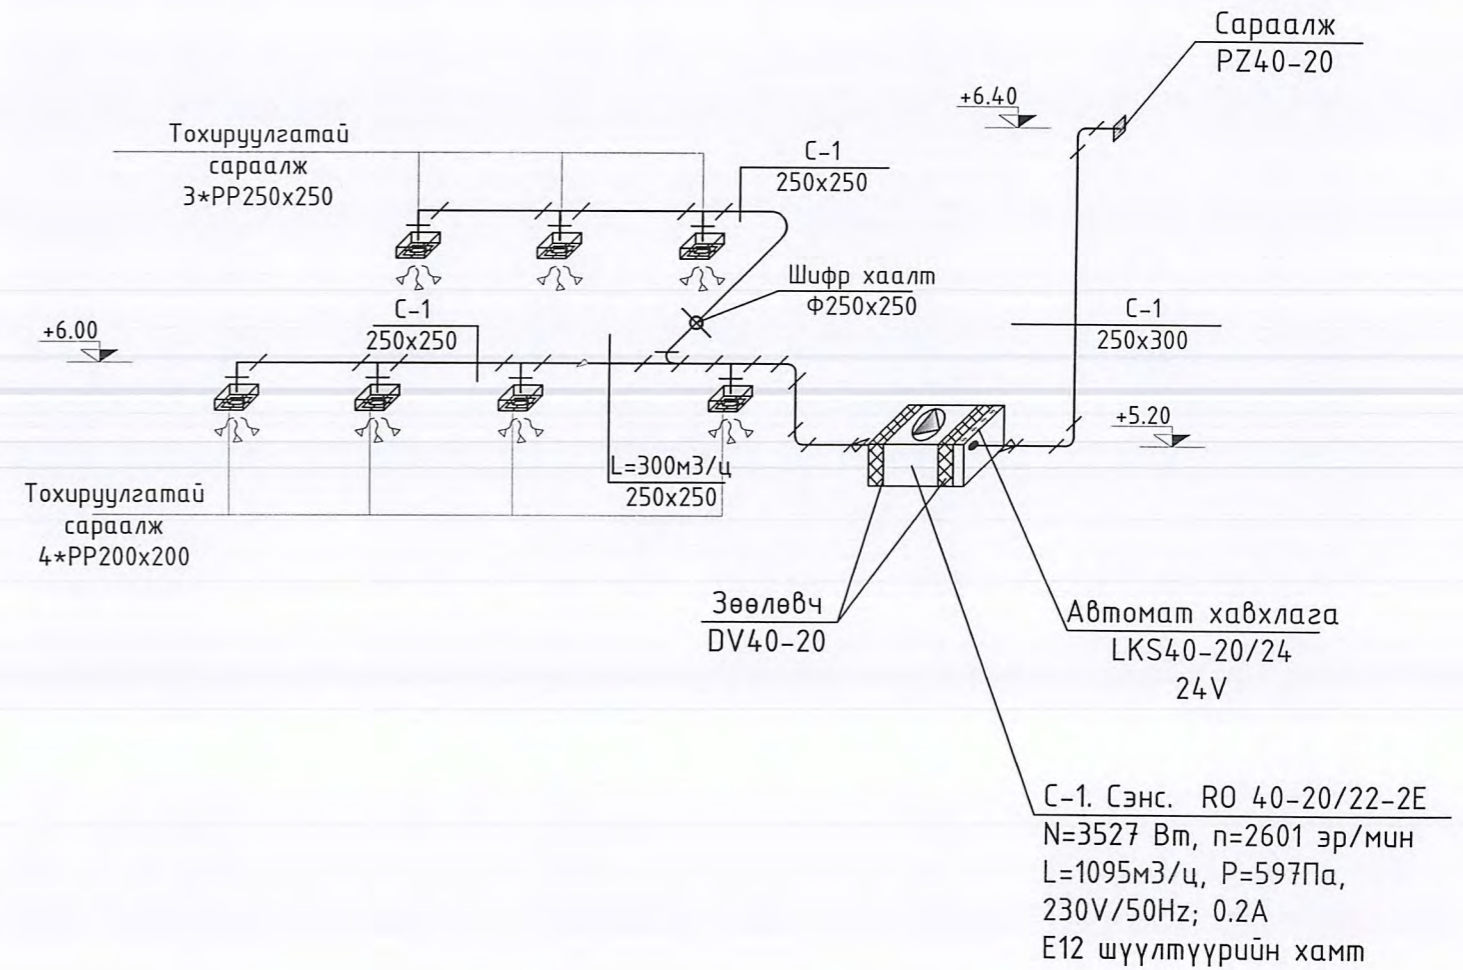 Сараалж
PZ40-20
+6.40
Тохируулгатай
сараалж
3*PP250x250
С-1
250x250
Шифр хаалт
Ф250x250
+6.00
С-1
250x250
С-1
250x300
+5.20
L=300м3/ц
250x250
Тохируулгатай
сараалж
4*PP200x200
Зөөлөвч
DV40-20
Автомат хавхлага
LKS40-20/24
24V
С-1. Сэнс. RO 40-20/22-2E
N=3527 Вт, n=2601 эр/мин
L=1095м3/ц, P=597Па,
230V/50Hz; 0.2A
E12 шүүлтүүрийн хамт